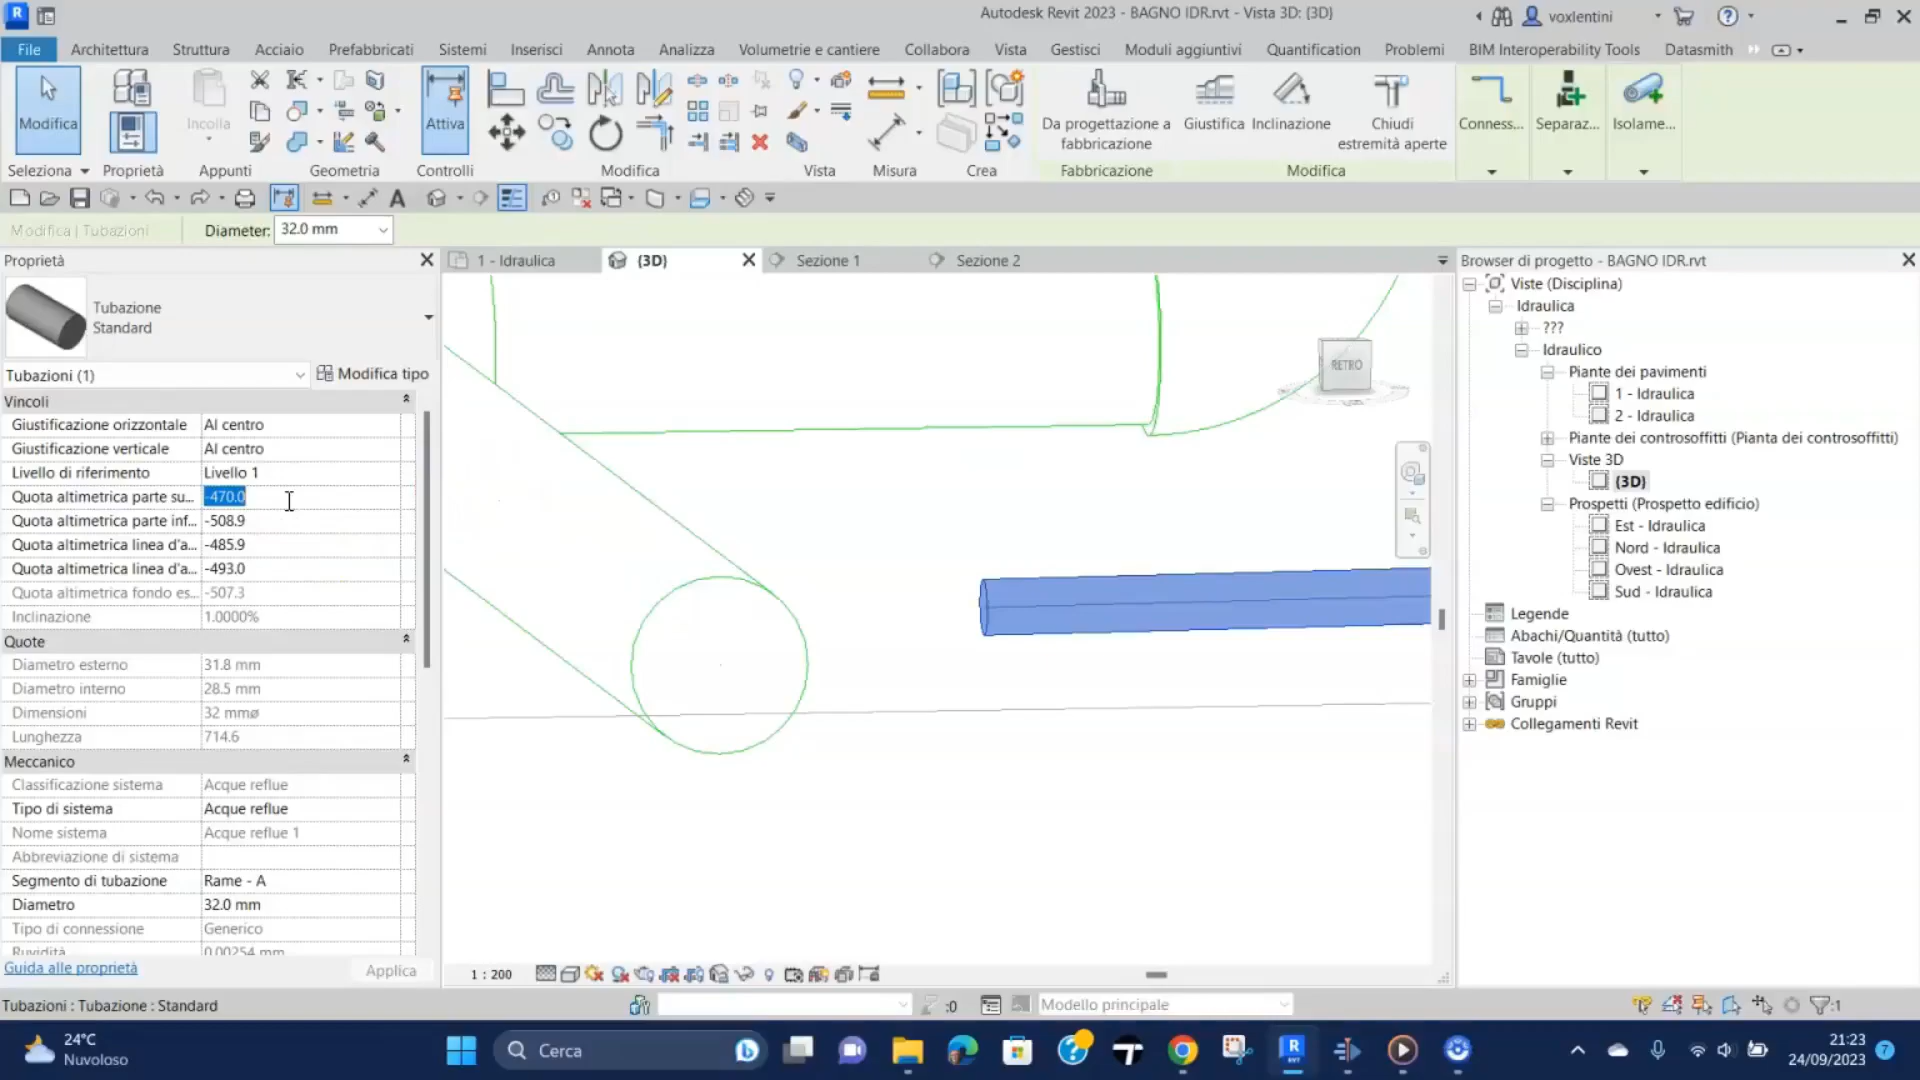 Autodesk Revit 2023 - BAGNO IDR.rvt - Vista 3D: {3D}
voxlentini
File Architettura Struttura Acciaio Prefabbricati Sistemi Inserisci Annota Analizza Volumetrie e cantiere Collabora Vista Gestisci Moduli aggiuntivi Quantification Problemi BIM Interoperability Tools Datasmith
Modifica
Incolla
Attiva
Da progettazione a
fabbricazione
Giustifica
Inclinazione
Chiudi
estremità aperte
Conness...
Separaz...
Isolame...
Seleziona Proprietà Appunti Geometria Controlli Modifica Vista Misura Crea Fabbricazione Modifica
Modifica | Tubazioni
Diameter: 32.0 mm
Proprietà
Tubazione
Standard
Tubazioni (1)
Modifica tipo
Vincoli
Giustificazione orizzontale Al centro
Giustificazione verticale Al centro
Livello di riferimento Livello 1
Quota altimetrica parte su... -470.0
Quota altimetrica parte inf... -508.9
Quota altimetrica linea d'a... -485.9
Quota altimetrica linea d'a... -493.0
Quota altimetrica fondo es... -507.3
Inclinazione 1.0000%
Quote
Diametro esterno 31.8 mm
Diametro interno 28.5 mm
Dimensioni 32 mmø
Lunghezza 714.6
Meccanico
Classificazione sistema Acque reflue
Tipo di sistema Acque reflue
Nome sistema Acque reflue 1
Abbreviazione di sistema
Segmento di tubazione Rame - A
Diametro 32.0 mm
Tipo di connessione Generico
Ruvidità 0.00254 mm
Guida alle proprietà
Applica
1 - Idraulica
{3D}
Sezione 1
Sezione 2
RETRO
1 : 200
Browser di progetto - BAGNO IDR.rvt
Viste (Disciplina)
Idraulica
???
Idraulico
Piante dei pavimenti
1 - Idraulica
2 - Idraulica
Piante dei controsoffitti (Pianta dei controsoffitti)
Viste 3D
{3D}
Prospetti (Prospetto edificio)
Est - Idraulica
Nord - Idraulica
Ovest - Idraulica
Sud - Idraulica
Legende
Abachi/Quantità (tutto)
Tavole (tutto)
Famiglie
Gruppi
Collegamenti Revit
Tubazioni : Tubazione : Standard
:0
Modello principale
:1
24°C
Nuvoloso
Cerca
21:23
24/09/2023
7